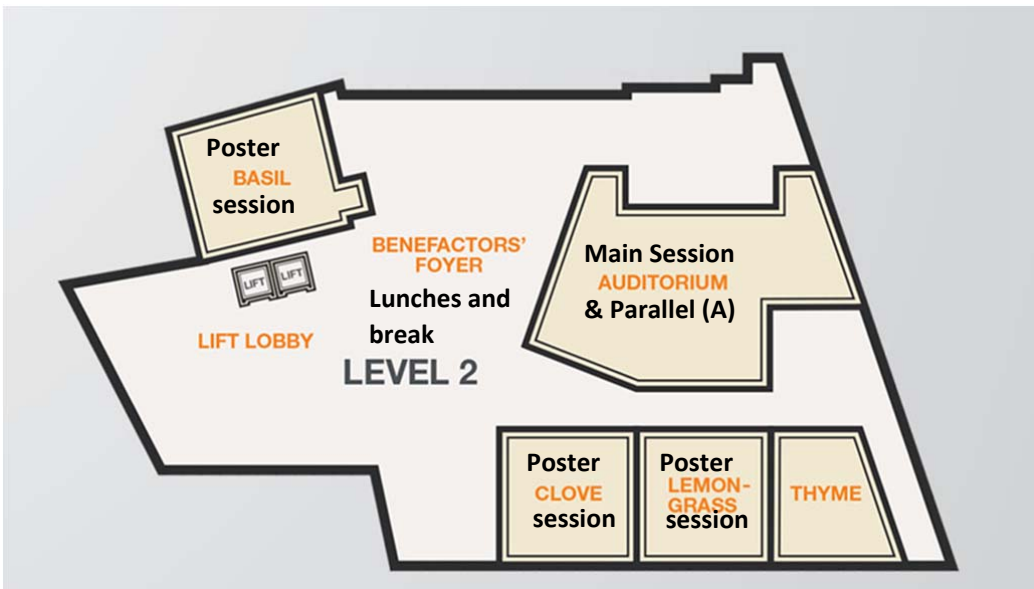 Poster
BASIL
session
LIFT
LIFT
LIFT LOBBY
BENEFACTORS'
FOYER
Lunches and
break
LEVEL 2
Main Session
AUDITORIUM
& Parallel (A)
Poster
CLOVE
session
Poster
LEMON-
GRASS
session
THYME